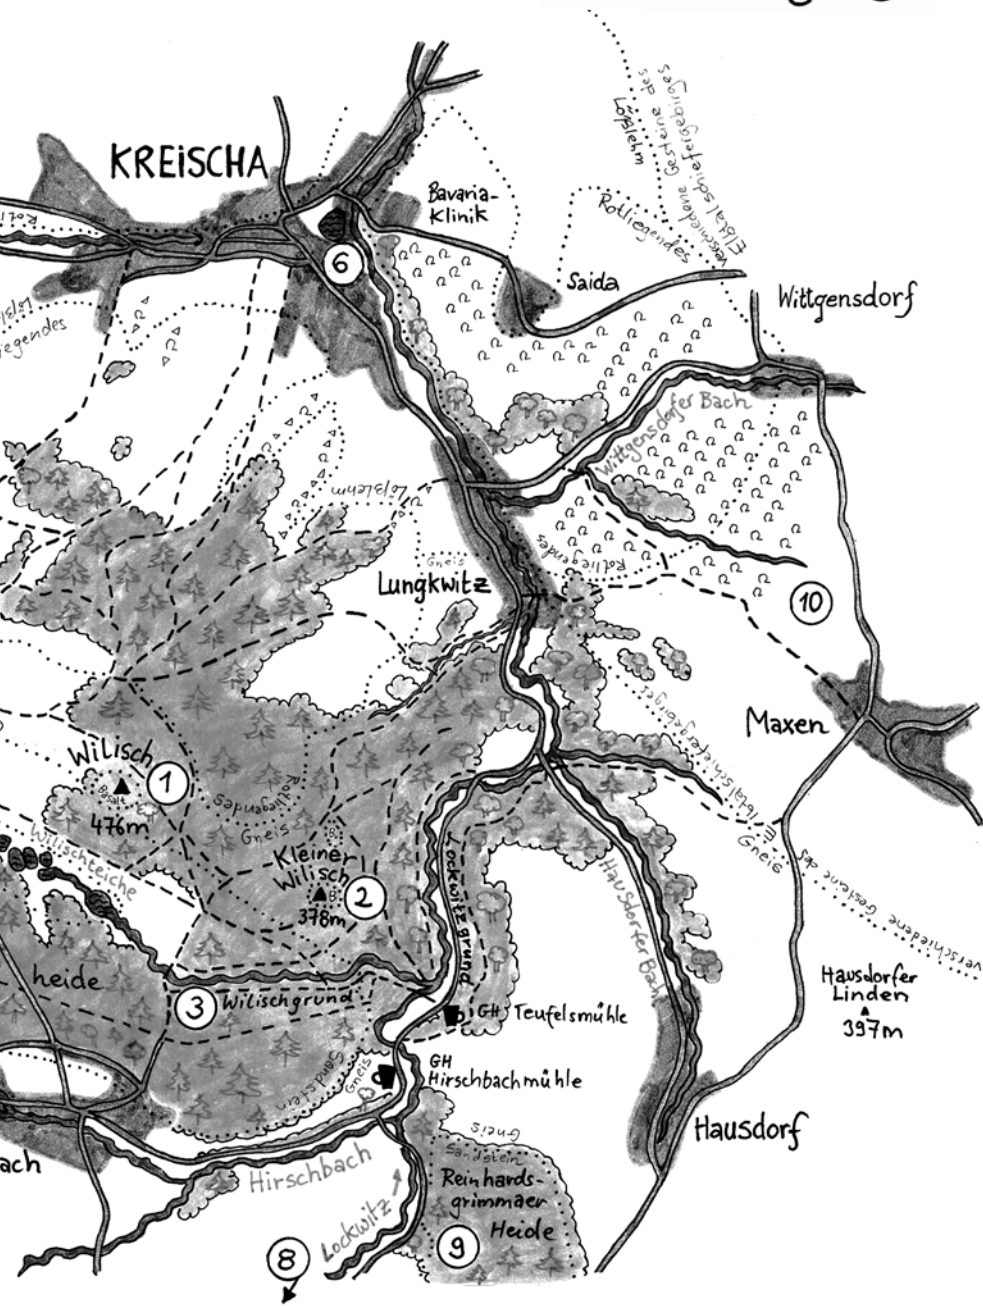 KREISCHA
Bavaria-
Klinik
Lößlehm
verschiedene Gesteine des
Elbtalschiefergebirges
Rotliegendes
Saida
Wittgensdorf
6
Wittgensdorfer Bach
Lößlehm
Gneis
Rotliegendes
Lungkwitz
10
Maxen
Wilisch
1
Basalt
476m
Rotliegendes
Gneis
B
Kleiner
Wilisch
B
378m
2
Wilischteiche
Lockwitzgrund
Hausdorfer Bach
Elbtalschiefergebirges
Gneis
verschiedene Gesteine des
heide
3
Wilischgrund
GH Teufelsmühle
Hausdorfer
Linden
397m
Sandstein
Gneis
GH
Hirschbachmühle
Hausdorf
ach
Hirschbach
Gneis
Sandstein
Reinhards-
grimmaer
Heide
Lockwitz
8
9